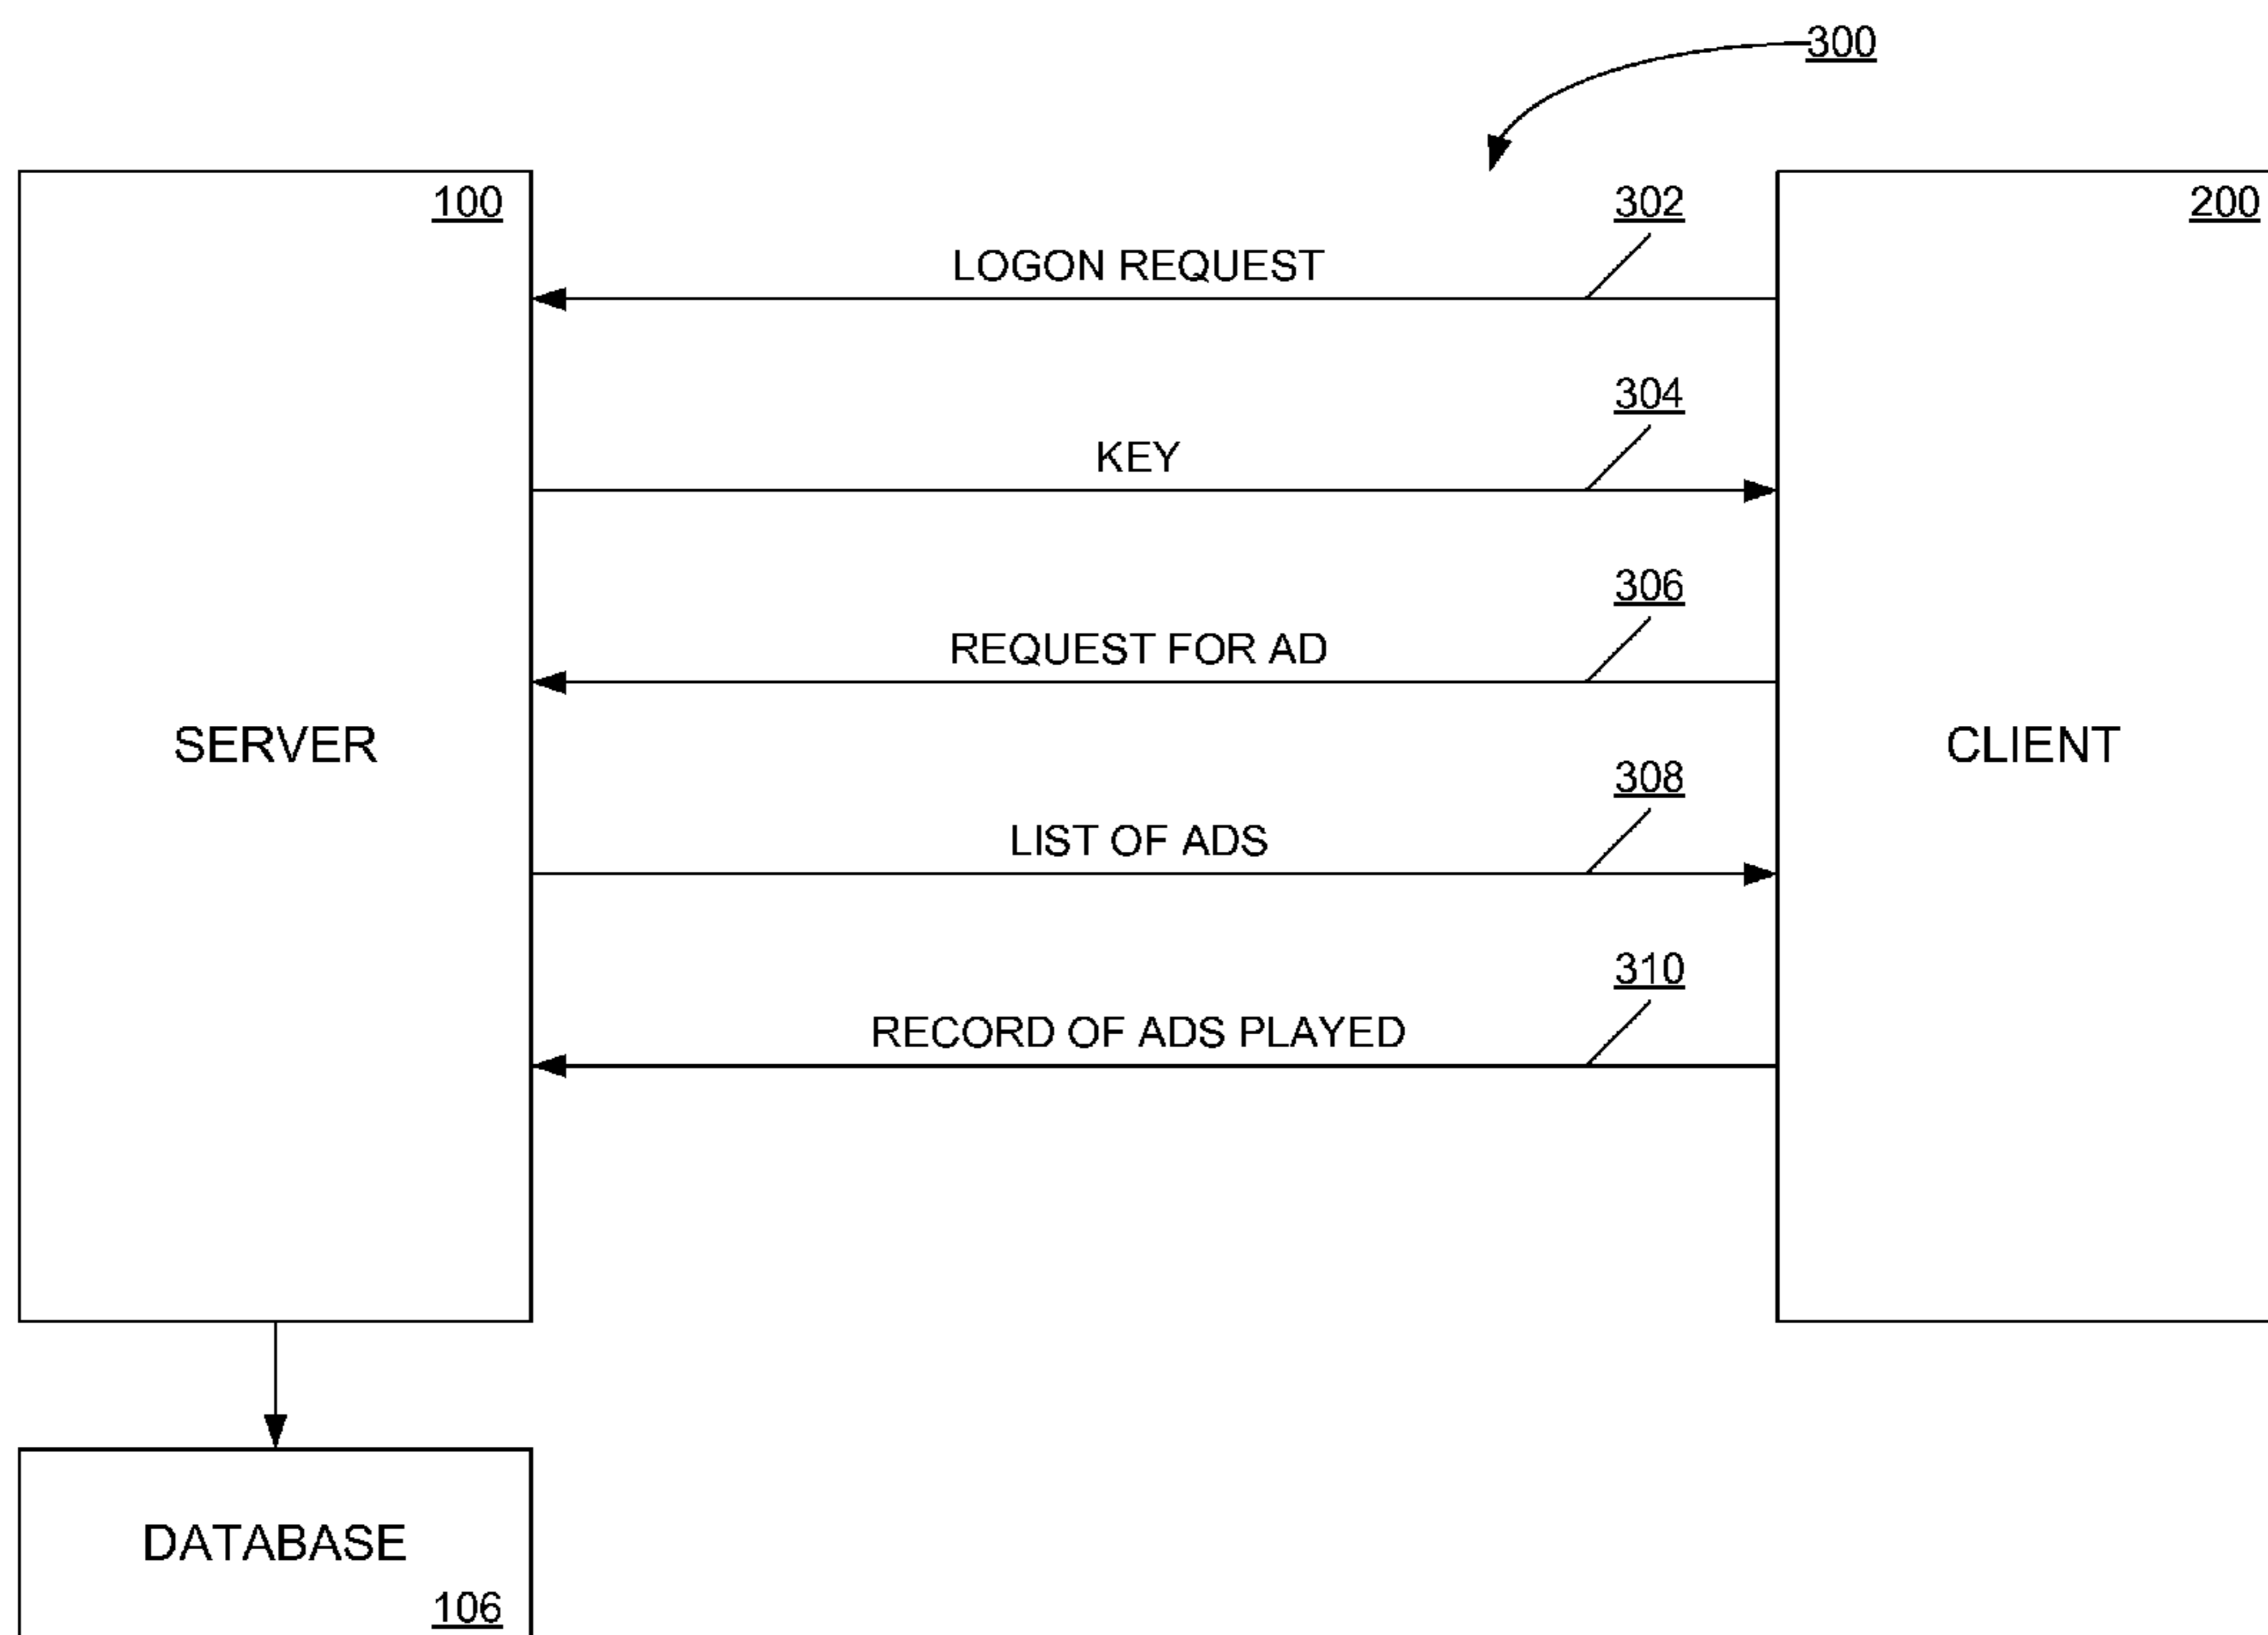 300
100
302
200
LOGON REQUEST
304
KEY
306
REQUEST FOR AD
SERVER
CLIENT
308
LIST OF ADS
310
RECORD OF ADS PLAYED
DATABASE
106